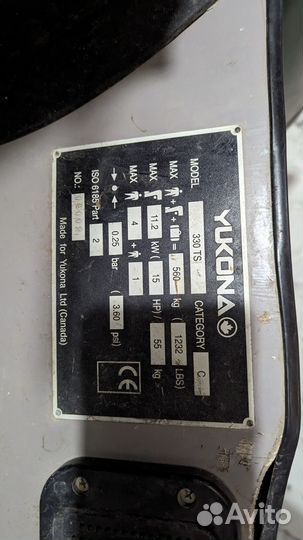 YUKONA
MODEL 330 TS CATEGORY C
MAX + + = 560 kg ( 1232 LBS)
MAX 11.2 kW ( 15 HP)/ 55 kg
MAX 4 + 1
0.25 bar ( 3.60 psi)
ISO 6185 Part 2
NO.:
Made for Yukona Ltd (Canada)
CE
Avito